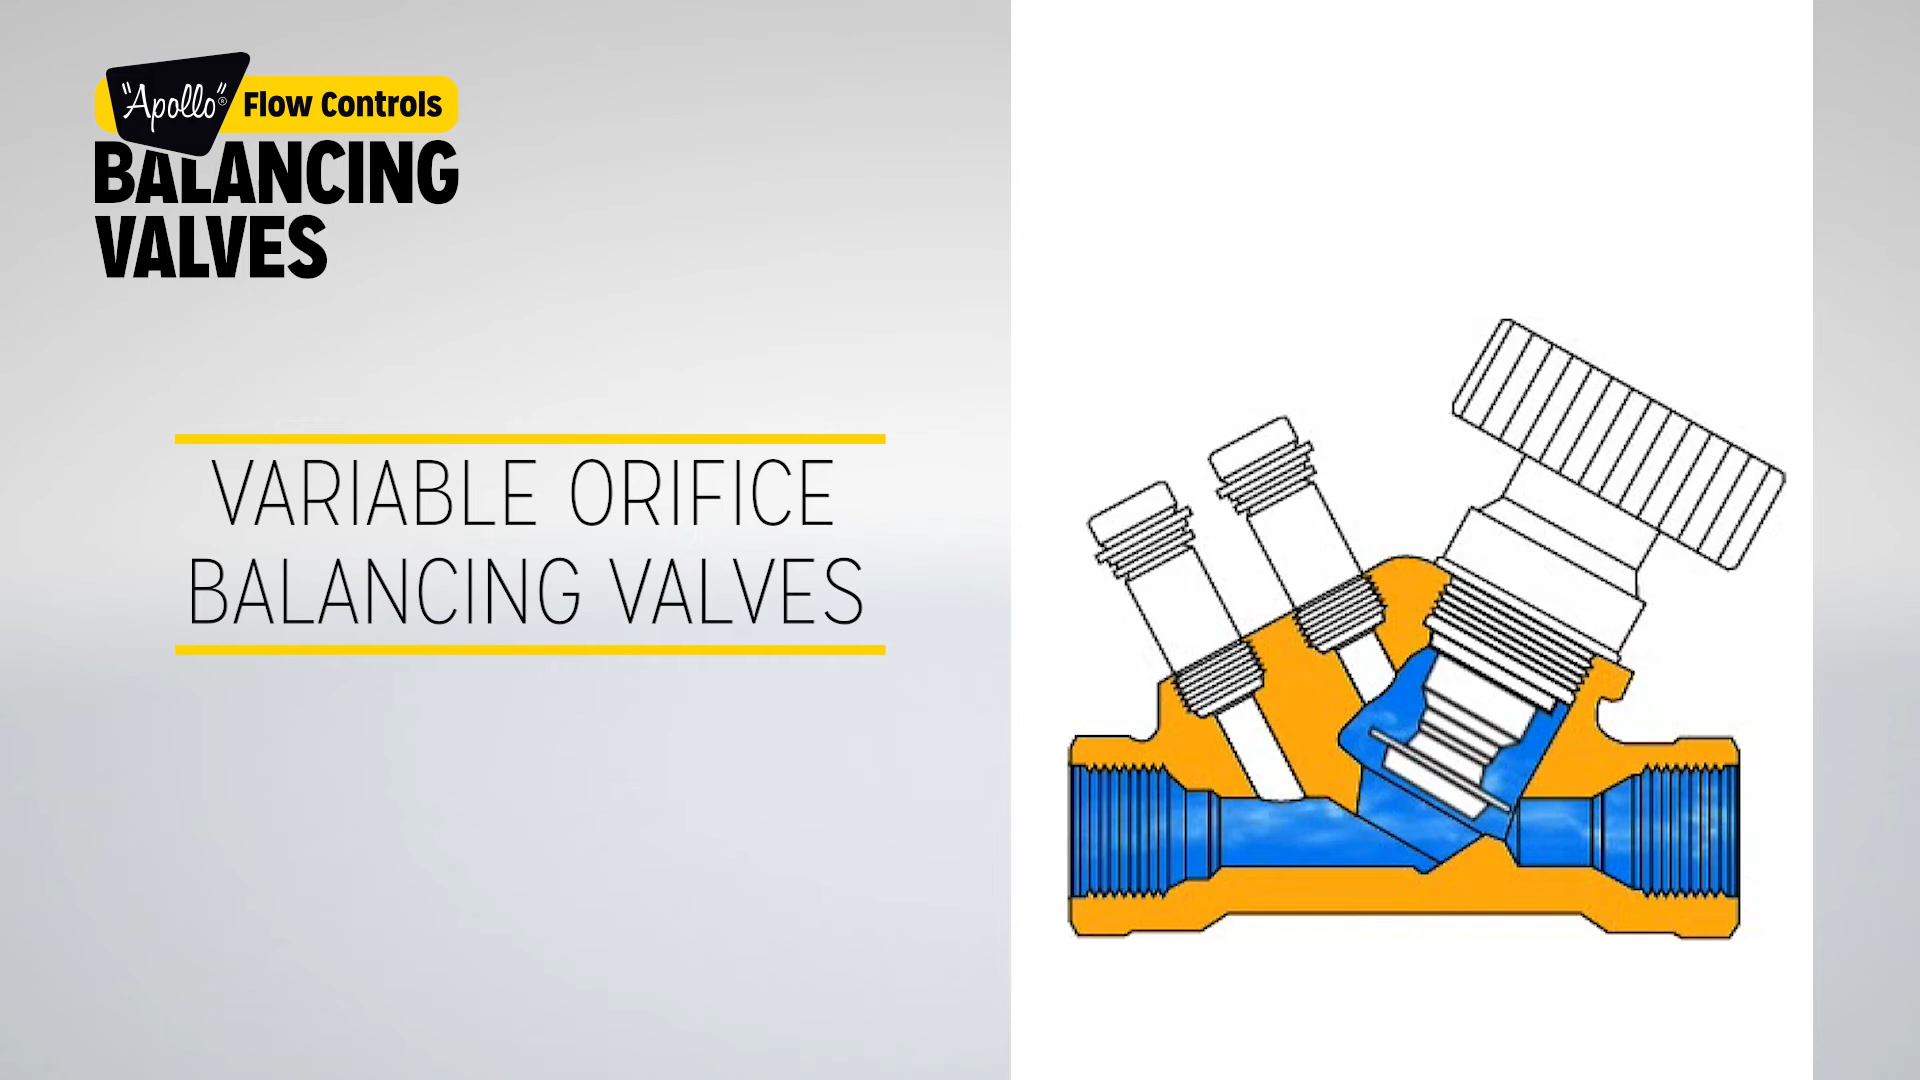 "Apollo"® Flow Controls
BALANCING
VALVES
VARIABLE ORIFICE
BALANCING VALVES